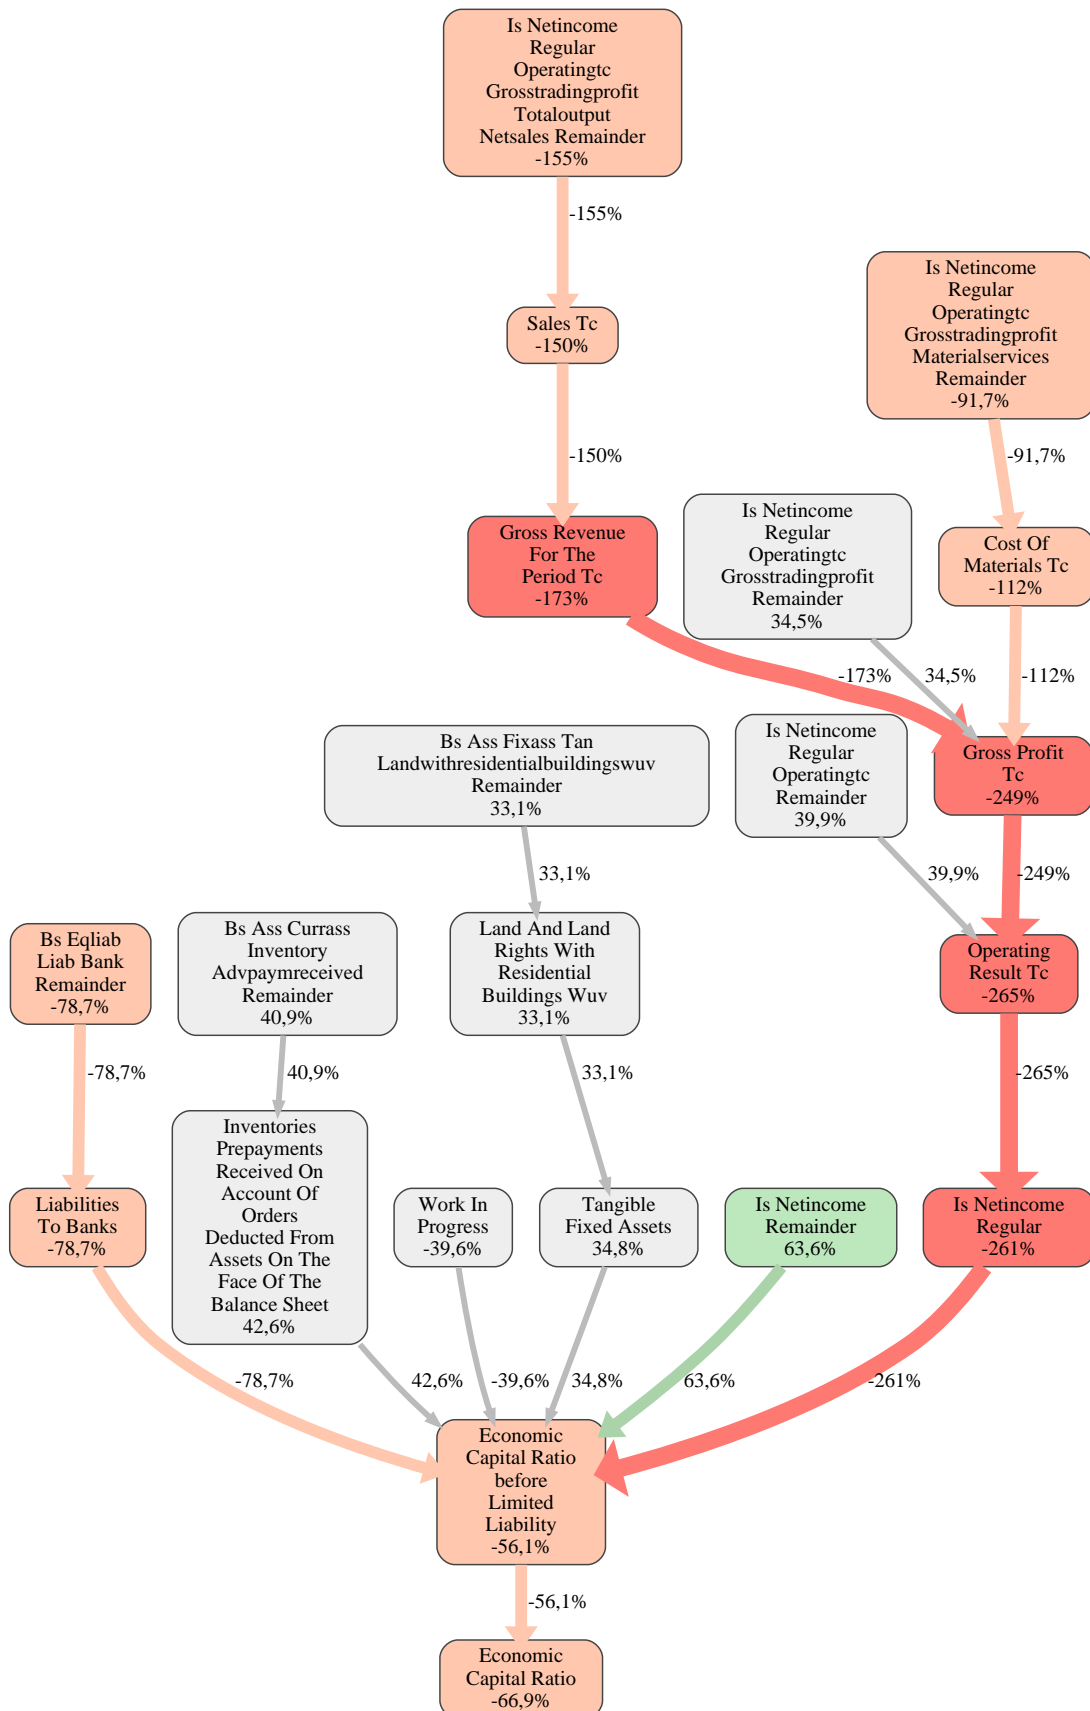 Is Netincome
Regular
Operatingtc
Grosstradingprofit
Totaloutput
Netsales Remainder
-155%
-155%
Sales Tc
-150%
Is Netincome
Regular
Operatingtc
Grosstradingprofit
Materialservices
Remainder
-91,7%
-150%
-91,7%
Gross Revenue
For The
Period Tc
-173%
Is Netincome
Regular
Operatingtc
Grosstradingprofit
Remainder
34,5%
Cost Of
Materials Tc
-112%
-173%
34,5%
-112%
Bs Ass Fixass Tan
Landwithresidentialbuildingswuv
Remainder
33,1%
Is Netincome
Regular
Operatingtc
Remainder
39,9%
Gross Profit
Tc
-249%
33,1%
39,9%
-249%
Bs Eqliab
Liab Bank
Remainder
-78,7%
Bs Ass Currass
Inventory
Advpaymreceived
Remainder
40,9%
Land And Land
Rights With
Residential
Buildings Wuv
33,1%
Operating
Result Tc
-265%
-78,7%
40,9%
33,1%
-265%
Liabilities
To Banks
-78,7%
Inventories
Prepayments
Received On
Account Of
Orders
Deducted From
Assets On The
Face Of The
Balance Sheet
42,6%
Work In
Progress
-39,6%
Tangible
Fixed Assets
34,8%
Is Netincome
Remainder
63,6%
Is Netincome
Regular
-261%
-78,7%
42,6%
-39,6%
34,8%
63,6%
-261%
Economic
Capital Ratio
before
Limited
Liability
-56,1%
-56,1%
Economic
Capital Ratio
-66,9%